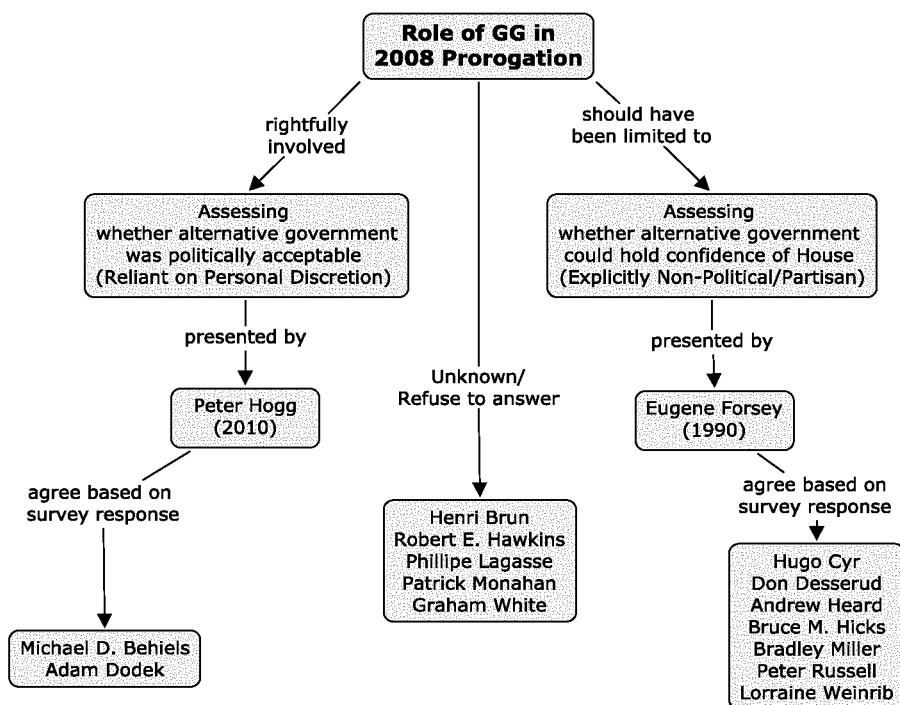 Role of GG in
2008 Prorogation
rightfully
involved
should have
been limited to
Assessing
whether alternative government
was politically acceptable
(Reliant on Personal Discretion)
Assessing
whether alternative government
could hold confidence of House
(Explicitly Non-Political/Partisan)
presented by
presented by
Unknown/
Refuse to answer
Peter Hogg
(2010)
Eugene Forsey
(1990)
agree based on
survey response
agree based on
survey response
Henri Brun
Robert E. Hawkins
Phillipe Lagasse
Patrick Monahan
Graham White
Michael D. Behiels
Adam Dodek
Hugo Cyr
Don Desserud
Andrew Heard
Bruce M. Hicks
Bradley Miller
Peter Russell
Lorraine Weinrib